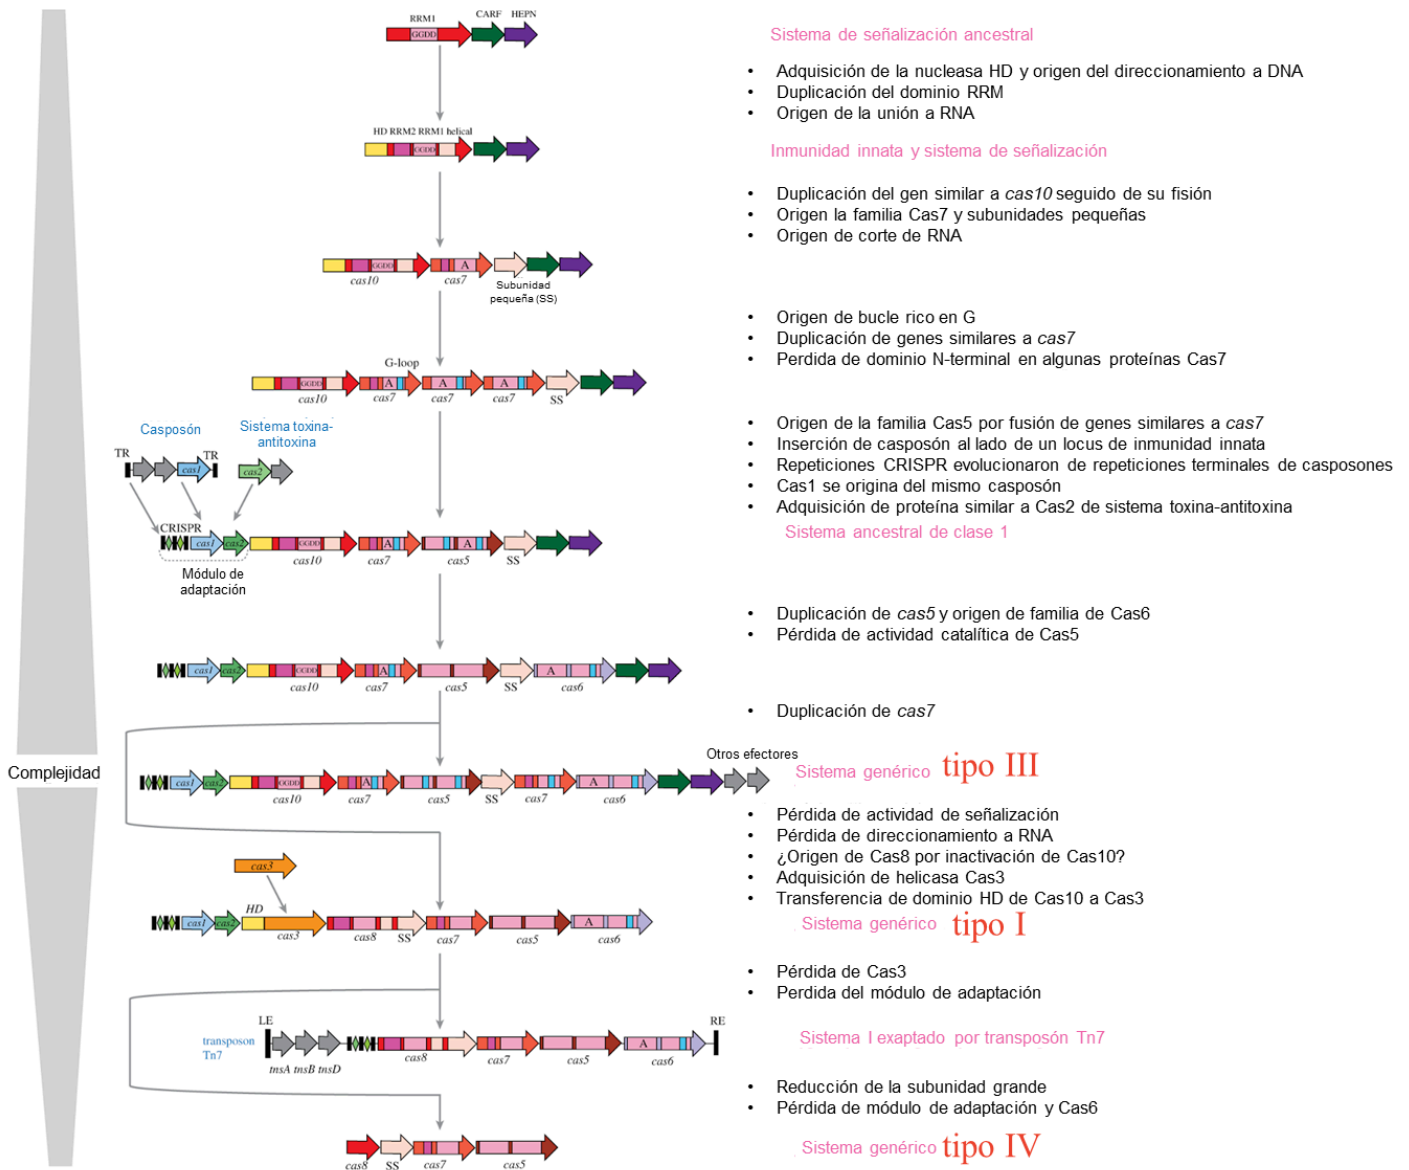 RRM1
CARF
HEPN
GGDD
Sistema de señalización ancestral
• Adquisición de la nucleasa HD y origen del direccionamiento a DNA
• Duplicación del dominio RRM
• Origen de la unión a RNA
HD RRM2 RRM1 helical
GGDD
Inmunidad innata y sistema de señalización
• Duplicación del gen similar a cas10 seguido de su fisión
• Origen la familia Cas7 y subunidades pequeñas
• Origen de corte de RNA
GGDD
A
cas10
cas7
Subunidad
pequeña (SS)
• Origen de bucle rico en G
• Duplicación de genes similares a cas7
• Perdida de dominio N-terminal en algunas proteínas Cas7
G-loop
GGDD
A
A
A
cas10
cas7
cas7
cas7
SS
• Origen de la familia Cas5 por fusión de genes similares a cas7
• Inserción de casposón al lado de un locus de inmunidad innata
• Repeticiones CRISPR evolucionaron de repeticiones terminales de casposones
• Cas1 se origina del mismo casposón
• Adquisición de proteína similar a Cas2 de sistema toxina-antitoxina
Sistema ancestral de clase 1
Casposón
Sistema toxina-
antitoxina
TR
TR
cas1
cas2
CRISPR
cas1
cas2
GGDD
A
A
cas10
cas7
cas5
SS
Módulo de
adaptación
• Duplicación de cas5 y origen de familia de Cas6
• Pérdida de actividad catalítica de Cas5
cas1
cas2
GGDD
A
A
cas10
cas7
cas5
SS
cas6
• Duplicación de cas7
Complejidad
Otros efectores
cas1
cas2
GGDD
A
A
cas10
cas7
cas5
SS
cas7
cas6
Sistema genérico tipo III
• Pérdida de actividad de señalización
• Pérdida de direccionamiento a RNA
• ¿Origen de Cas8 por inactivación de Cas10?
• Adquisición de helicasa Cas3
• Transferencia de dominio HD de Cas10 a Cas3
cas3
HD
cas1
cas2
A
cas3
cas8
SS
cas7
cas5
cas6
Sistema genérico tipo I
• Pérdida de Cas3
• Perdida del módulo de adaptación
LE
RE
transposon
Tn7
A
tnsA tnsB tnsD
cas8
cas7
cas5
cas6
Sistema I exaptado por transposón Tn7
• Reducción de la subunidad grande
• Pérdida de módulo de adaptación y Cas6
cas8
SS
cas7
cas5
Sistema genérico tipo IV